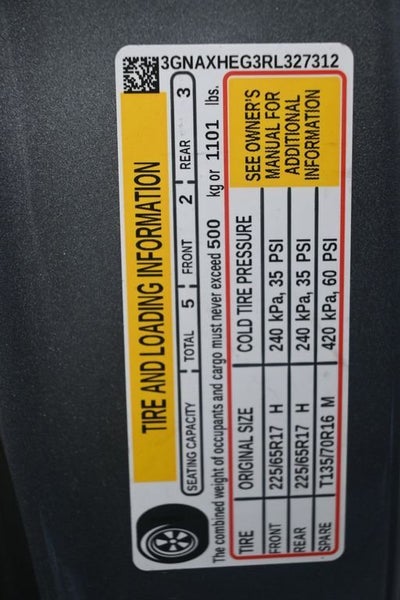 3GNAXHEG3RL327312
TIRE AND LOADING INFORMATION
SEATING CAPACITY TOTAL 5 FRONT 2 REAR 3
The combined weight of occupants and cargo must never exceed 500 kg or 1101 lbs.
TIRE ORIGINAL SIZE COLD TIRE PRESSURE
FRONT 225/65R17 H 240 kPa, 35 PSI
REAR 225/65R17 H 240 kPa, 35 PSI
SPARE T135/70R16 M 420 kPa, 60 PSI
SEE OWNER'S
MANUAL FOR
ADDITIONAL
INFORMATION